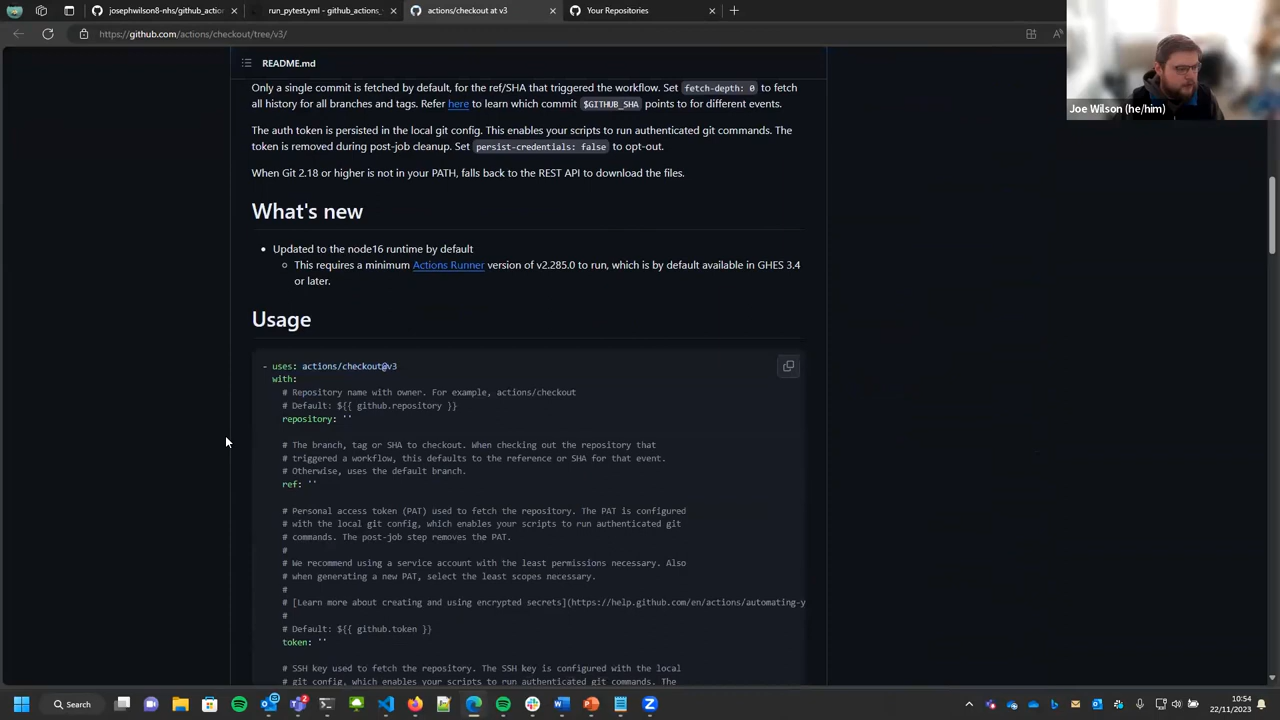 josephwilson8-nhs/github_action
run_pytest.yml - github_actions_
actions/checkout at v3
Your Repositories
https://github.com/actions/checkout/tree/v3/
Joe Wilson (he/him)
README.md
Only a single commit is fetched by default, for the ref/SHA that triggered the workflow. Set fetch-depth: 0 to fetch
all history for all branches and tags. Refer here to learn which commit $GITHUB_SHA points to for different events.
The auth token is persisted in the local git config. This enables your scripts to run authenticated git commands. The
token is removed during post-job cleanup. Set persist-credentials: false to opt-out.
When Git 2.18 or higher is not in your PATH, falls back to the REST API to download the files.
What's new
Updated to the node16 runtime by default
This requires a minimum Actions Runner version of v2.285.0 to run, which is by default available in GHES 3.4
or later.
Usage
- uses: actions/checkout@v3
with:
# Repository name with owner. For example, actions/checkout
# Default: ${{ github.repository }}
repository: ''
# The branch, tag or SHA to checkout. When checking out the repository that
# triggered a workflow, this defaults to the reference or SHA for that event.
# Otherwise, uses the default branch.
ref: ''
# Personal access token (PAT) used to fetch the repository. The PAT is configured
# with the local git config, which enables your scripts to run authenticated git
# commands. The post-job step removes the PAT.
#
# We recommend using a service account with the least permissions necessary. Also
# when generating a new PAT, select the least scopes necessary.
#
# [Learn more about creating and using encrypted secrets](https://help.github.com/en/actions/automating-y
#
# Default: ${{ github.token }}
token: ''
# SSH key used to fetch the repository. The SSH key is configured with the local
# git config, which enables your scripts to run authenticated git commands. The
Search
10:54
22/11/2023